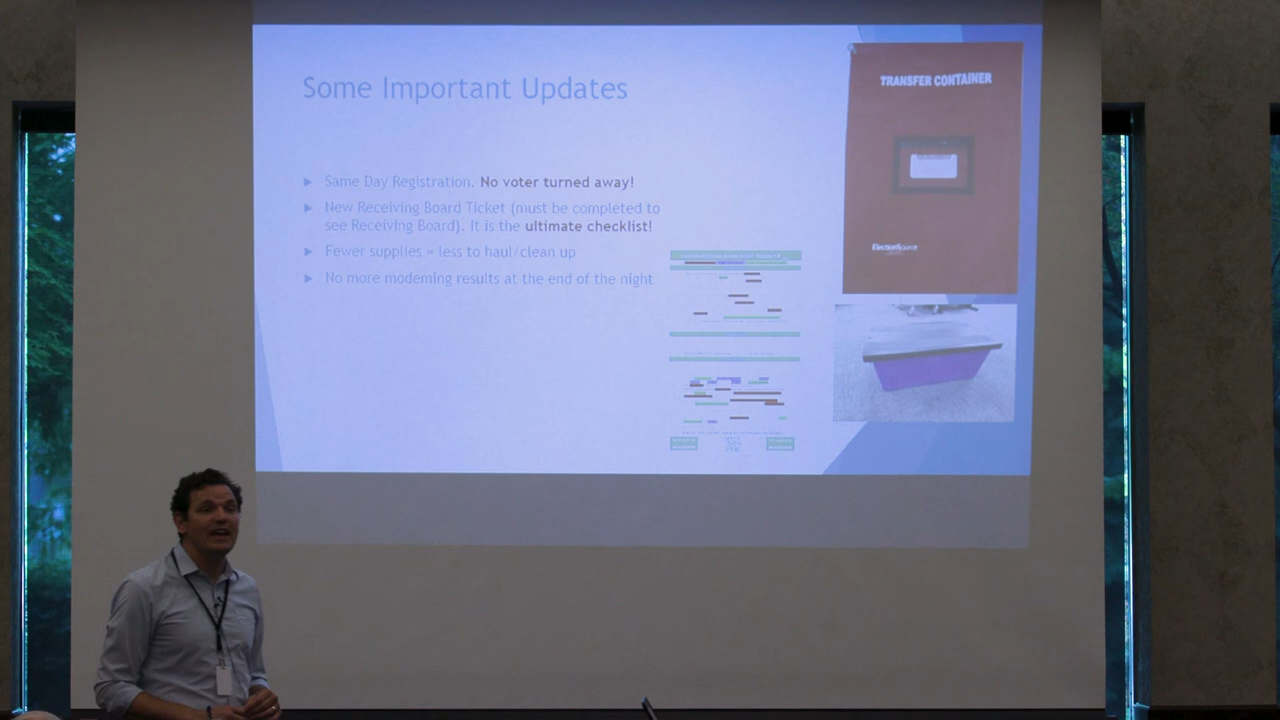 Some Important Updates
Same Day Registration. No voter turned away!
New Receiving Board Ticket (must be completed to
see Receiving Board). It is the ultimate checklist!
Fewer supplies = less to haul/clean up
No more modeming results at the end of the night
TRANSFER CONTAINER
ElectionSource